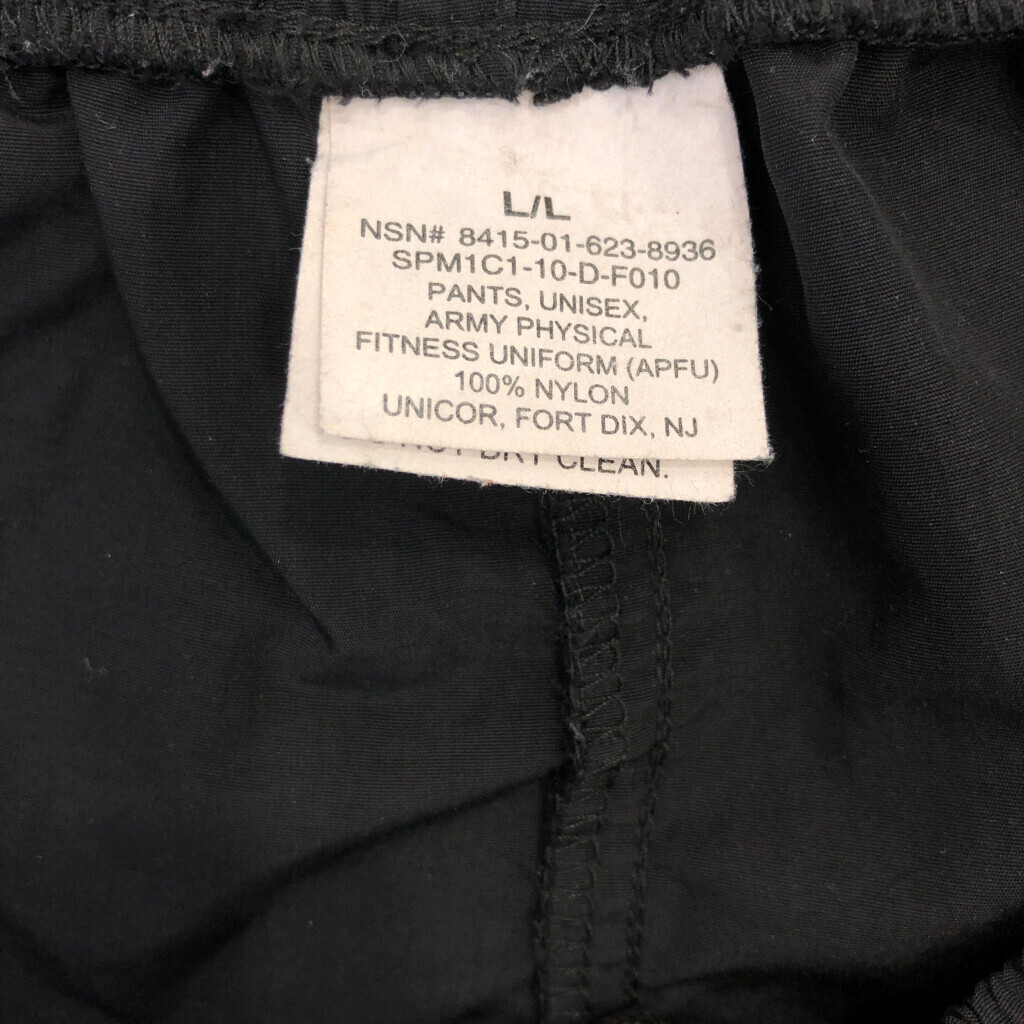 L/L
NSN# 8415-01-623-8936
SPM1C1-10-D-F010
PANTS, UNISEX,
ARMY PHYSICAL
FITNESS UNIFORM (APFU)
100% NYLON
UNICOR, FORT DIX, NJ
DRY CLEAN.